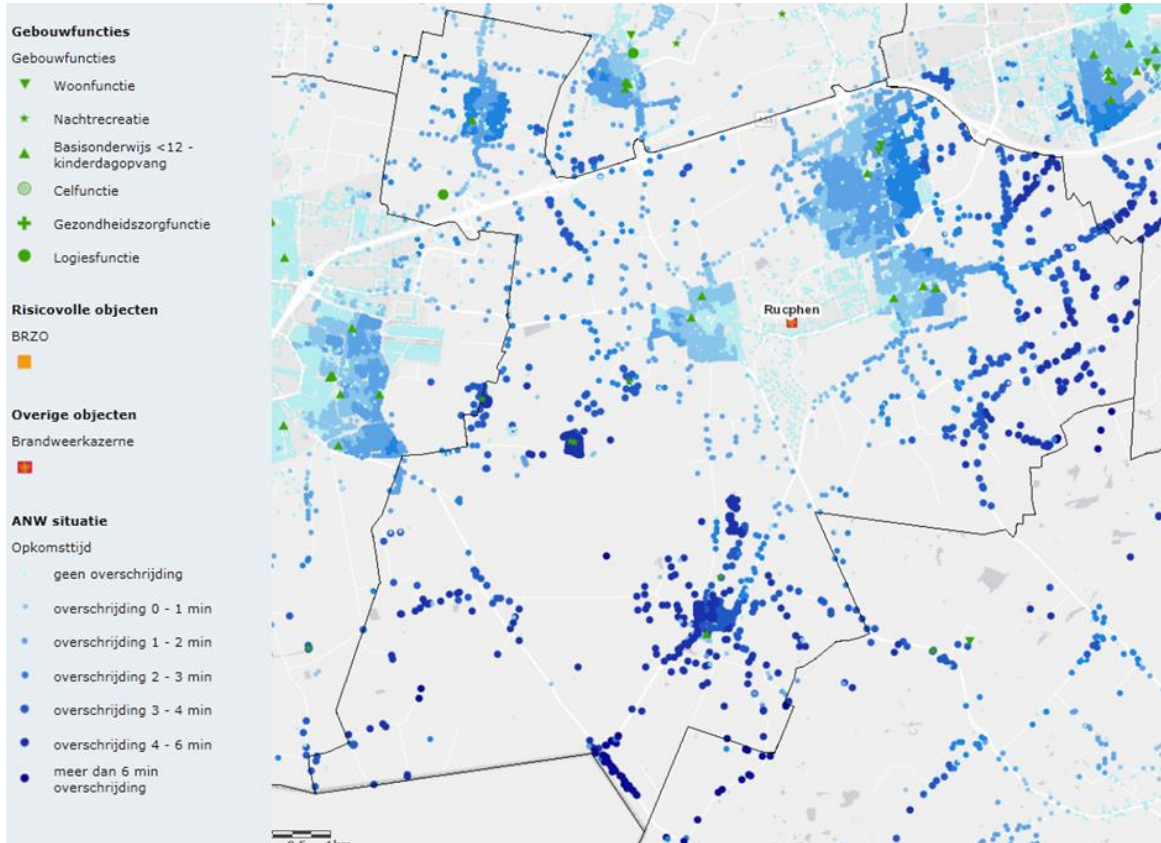 Gebouwfuncties
Gebouwfuncties
Woonfunctie
Nachtrecreatie
Basisonderwijs <12 -
kinderdagopvang
Celfunctie
Gezondheidszorgfunctie
Logiesfunctie
Risicovolle objecten
BRZO
Overige objecten
Brandweerkazerne
ANW situatie
Opkomsttijd
geen overschrijding
overschrijding 0 - 1 min
overschrijding 1 - 2 min
overschrijding 2 - 3 min
overschrijding 3 - 4 min
overschrijding 4 - 6 min
meer dan 6 min
overschrijding
Rucphen